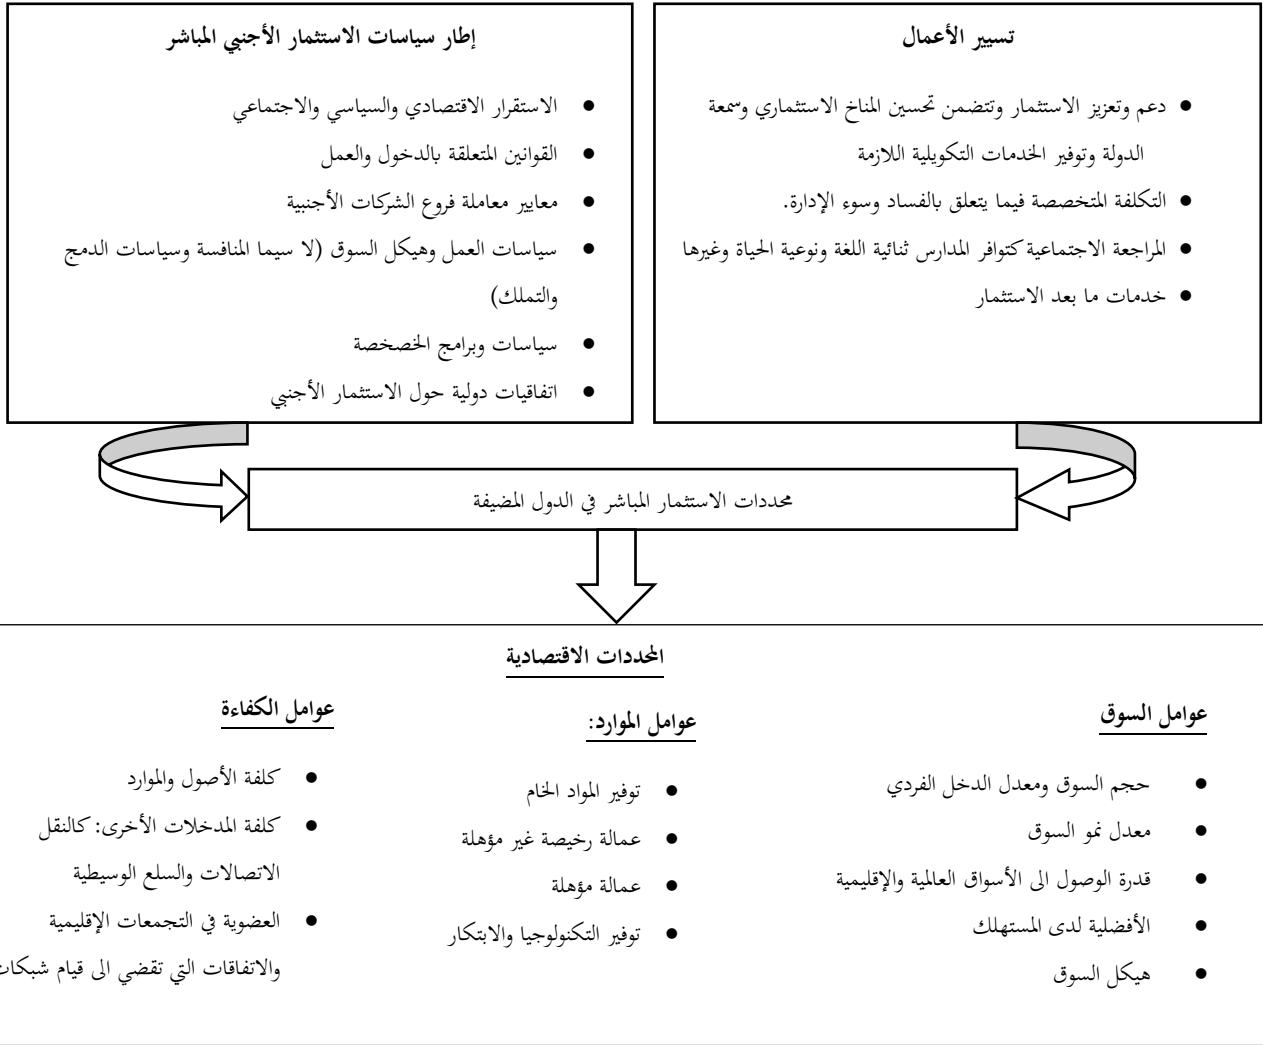 تسيير الأعمال
● دعم وتعزيز الاستثمار وتتضمن تحسين المناخ الاستثماري وسمعة
الدولة وتوفير الخدمات التكويلية اللازمة
● التكلفة المتخصصة فيما يتعلق بالفساد وسوء الإدارة.
● المراجعة الاجتماعية كتوافر المدارس ثنائية اللغة ونوعية الحياة وغيرها
● خدمات ما بعد الاستثمار
إطار سياسات الاستثمار الأجنبي المباشر
● الاستقرار الاقتصادي والسياسي والاجتماعي
● القوانين المتعلقة بالدخول والعمل
● معايير معاملة فروع الشركات الأجنبية
● سياسات العمل وهيكل السوق (لا سيما المنافسة وسياسات الدمج
والتملك)
● سياسات وبرامج الخصخصة
● اتفاقيات دولية حول الاستثمار الأجنبي
محددات الاستثمار المباشر في الدول المضيفة
المحددات الاقتصادية
عوامل السوق
● حجم السوق ومعدل الدخل الفردي
● معدل نمو السوق
● قدرة الوصول الى الأسواق العالمية والإقليمية
● الأفضلية لدى المستهلك
● هيكل السوق
عوامل الموارد:
● توفير المواد الخام
● عمالة رخيصة غير مؤهلة
● عمالة مؤهلة
● توفير التكنولوجيا والابتكار
عوامل الكفاءة
● كلفة الأصول والموارد
● كلفة المدخلات الأخرى: كالنقل
الاتصالات والسلع الوسيطية
● العضوية في التجمعات الإقليمية
والاتفاقات التي تقضي الى قيام شبكات